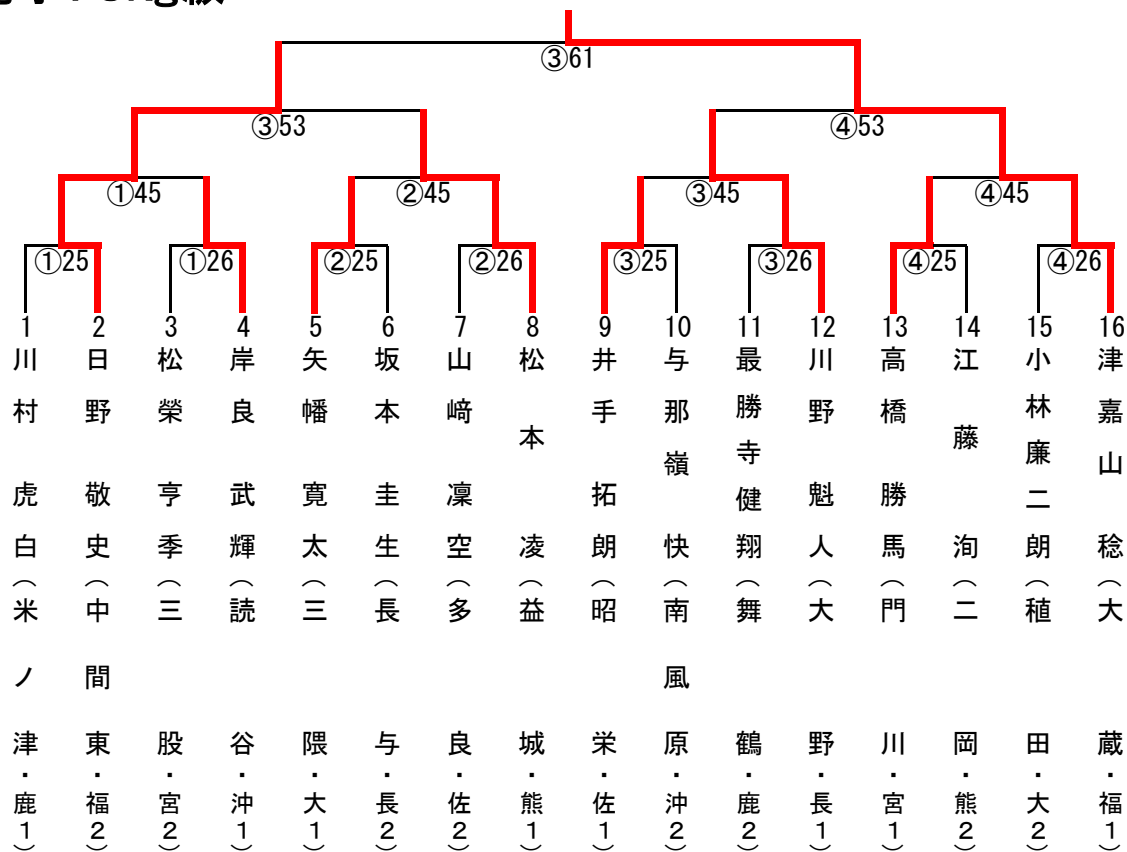 ③61
③53 ④53
①45 ②45 ③45 ④45
①25 ①26 ②25 ②26 ③25 ③26 ④25 ④26
1 2 3 4 5 6 7 8 9 10 11 12 13 14 15 16
川村虎白(米ノ津・鹿1)
日野敬史(中間東・福2)
松榮亨季(三股・宮2)
岸良武輝(読谷・沖1)
矢幡寛太(三隈・大1)
坂本圭生(長与・長2)
山﨑凜空(多良・佐2)
松本凌(益城・熊1)
井手拓朗(昭栄・佐1)
与那嶺快(南風原・沖2)
最勝寺健翔(舞鶴・鹿2)
川野魁人(大野・長1)
高橋勝馬(門川・宮1)
江藤洵(二岡・熊2)
小林廉二朗(稙田・大2)
津嘉山稔(大蔵・福1)